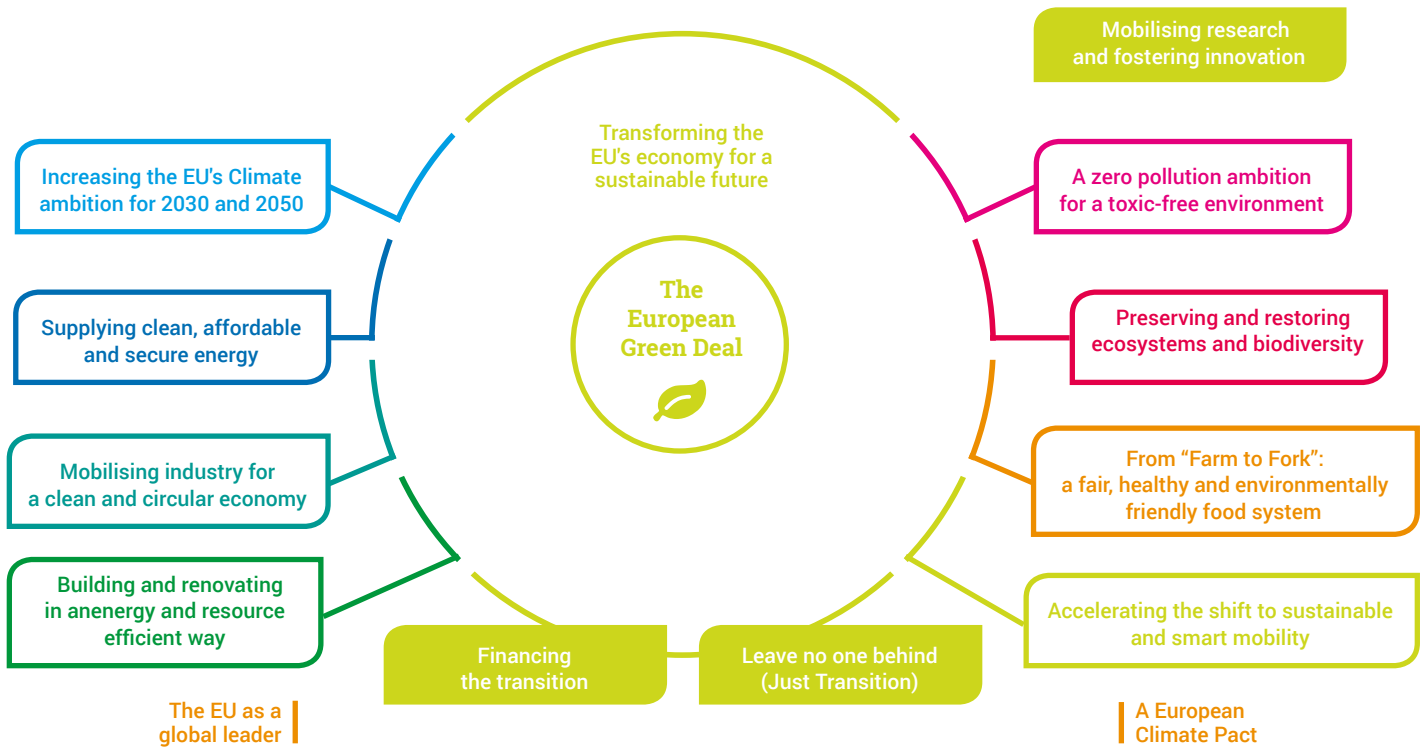 Mobilising research
and fostering innovation
Transforming the
EU's economy for a
sustainable future
Increasing the EU's Climate
ambition for 2030 and 2050
A zero pollution ambition
for a toxic-free environment
The
European
Green Deal
Supplying clean, affordable
and secure energy
Preserving and restoring
ecosystems and biodiversity
Mobilising industry for
a clean and circular economy
From “Farm to Fork”:
a fair, healthy and environmentally
friendly food system
Building and renovating
in anenergy and resource
efficient way
Accelerating the shift to sustainable
and smart mobility
Financing
the transition
Leave no one behind
(Just Transition)
The EU as a
global leader
A European
Climate Pact